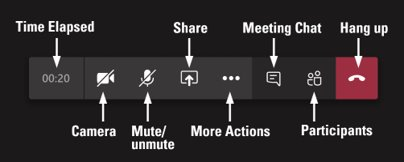 Time Elapsed Share Meeting Chat Hang up
00:20
Camera Mute/ More Actions Participants
unmute